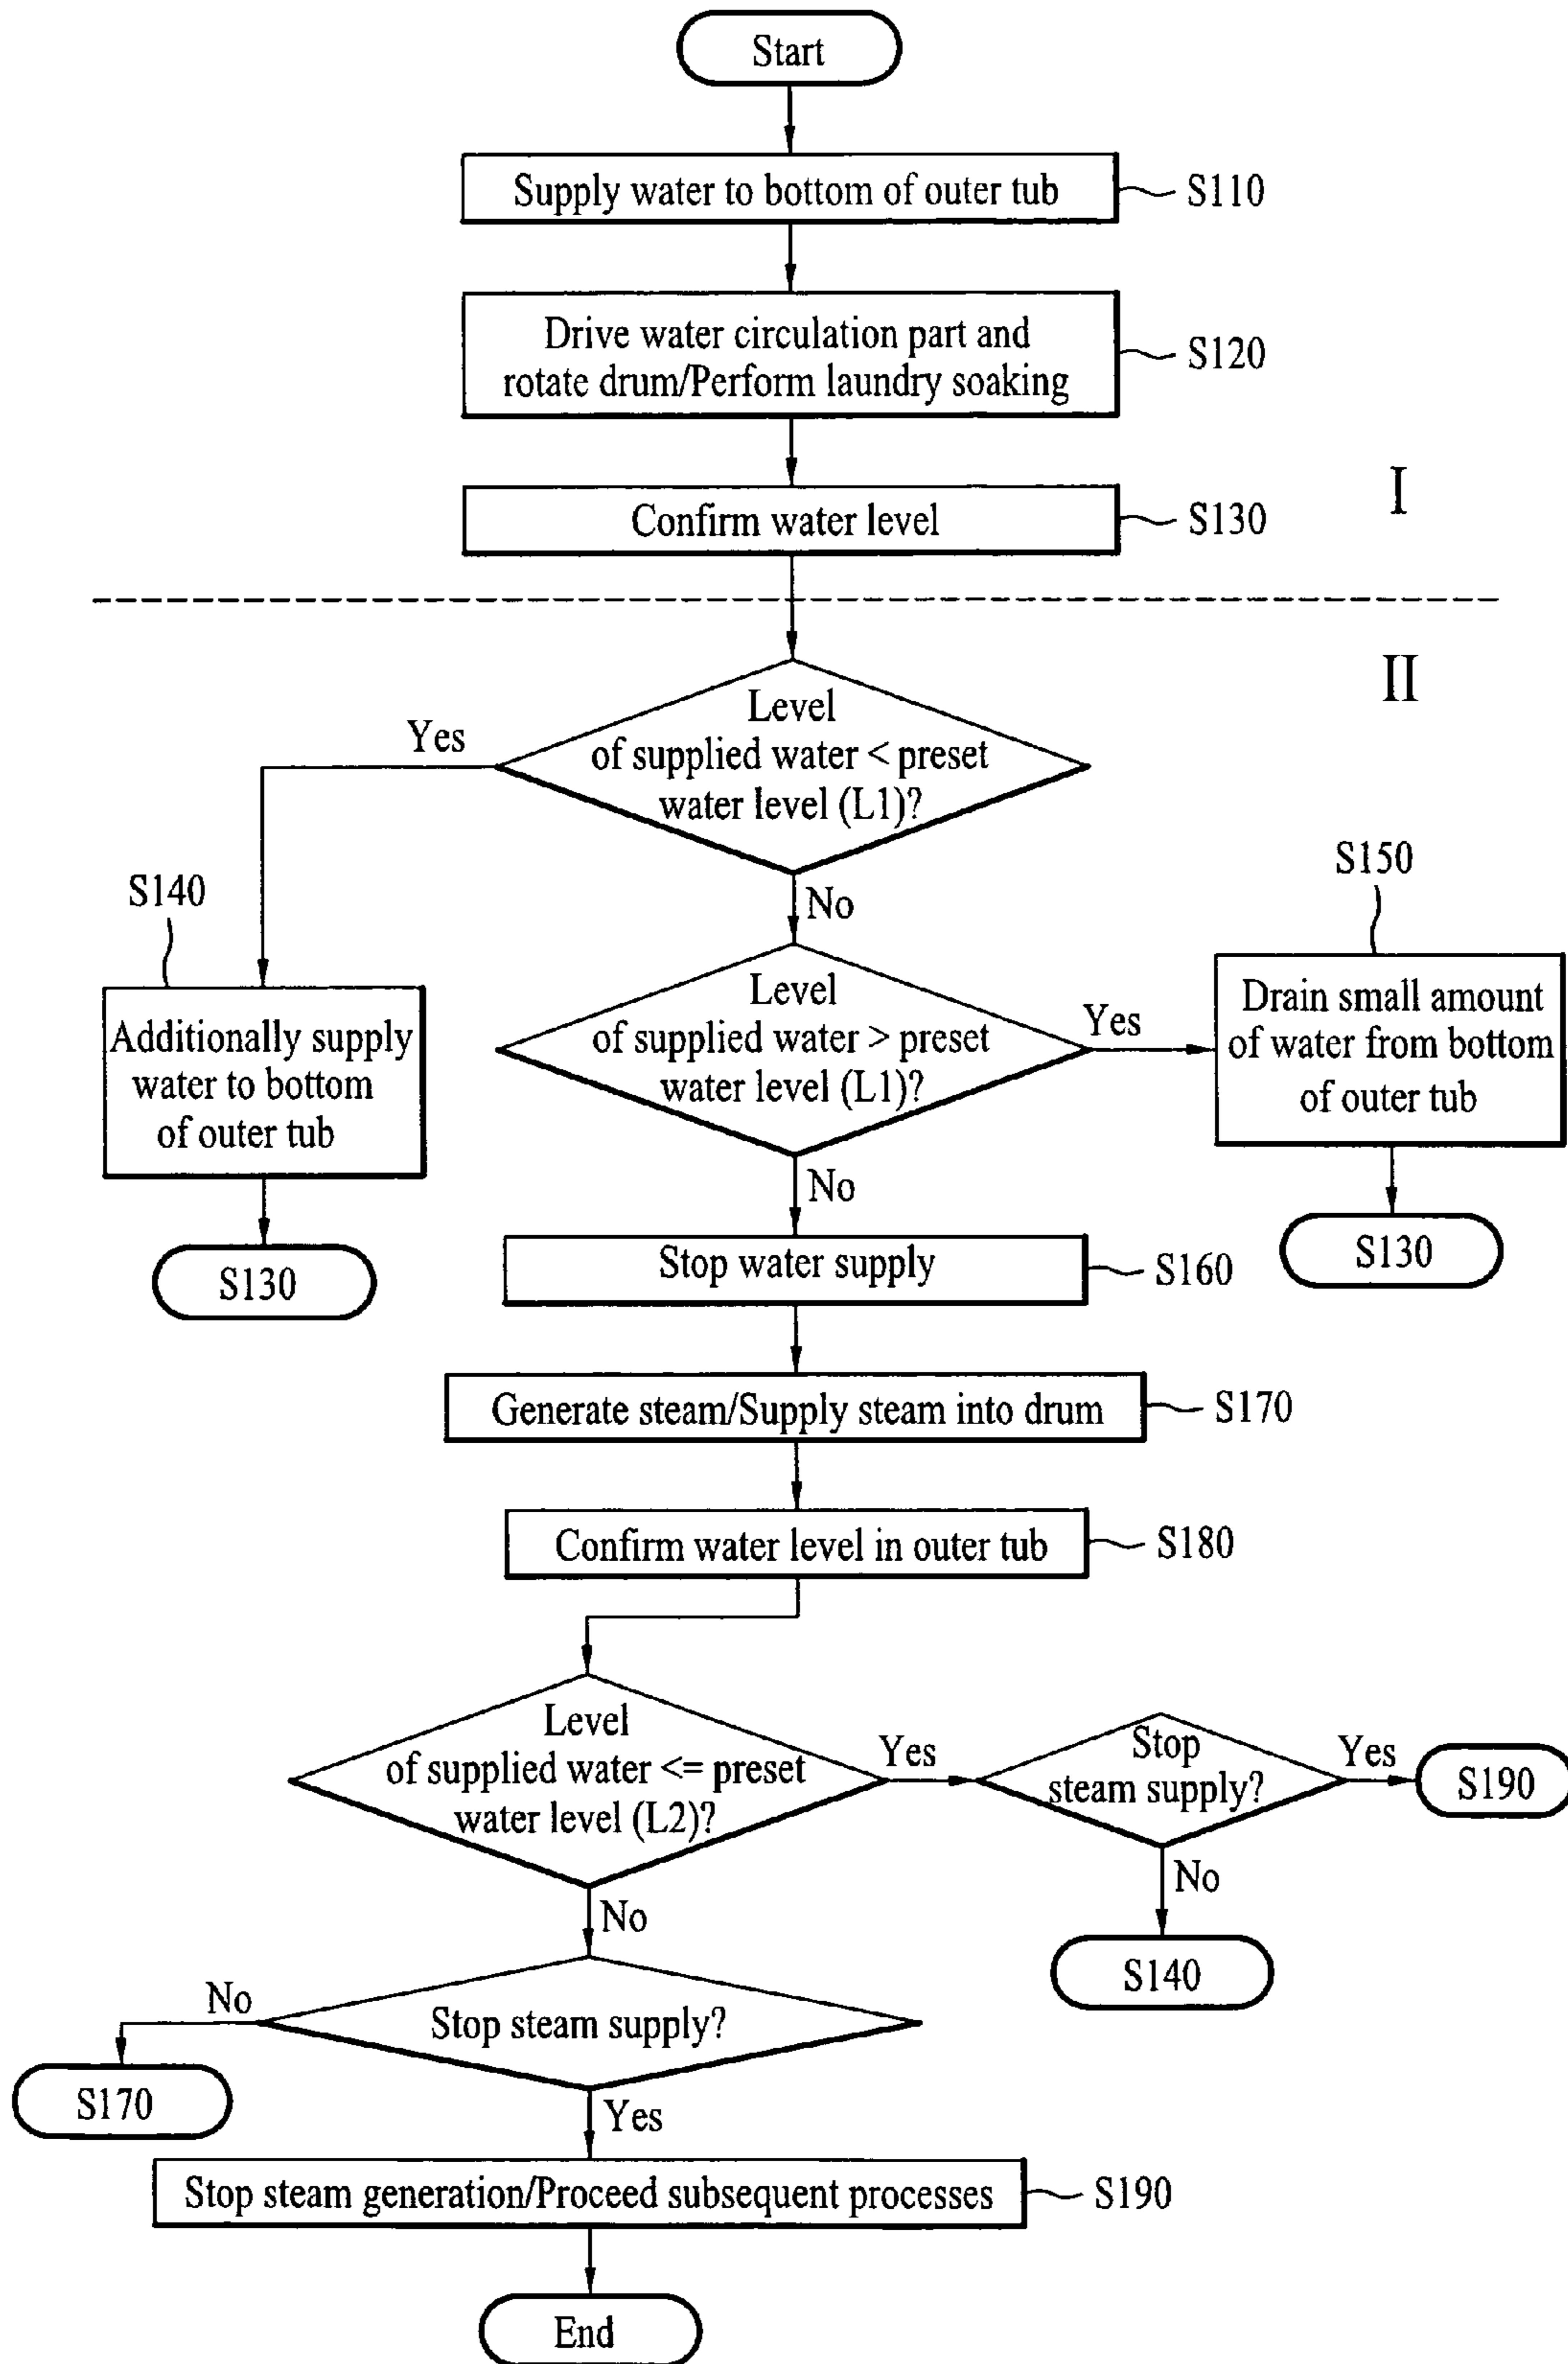 Start
Supply water to bottom of outer tub
S110
Drive water circulation part and
rotate drum/Perform laundry soaking
S120
Confirm water level
S130
I
II
Level
of supplied water < preset
water level (L1)?
Yes
No
S140
Additionally supply
water to bottom
of outer tub
S130
Level
of supplied water > preset
water level (L1)?
Yes
No
S150
Drain small amount
of water from bottom
of outer tub
S130
Stop water supply
S160
Generate steam/Supply steam into drum
S170
Confirm water level in outer tub
S180
Level
of supplied water <= preset
water level (L2)?
Yes
No
Stop
steam supply?
Yes
S190
No
S140
Stop steam supply?
No
S170
Yes
Stop steam generation/Proceed subsequent processes
S190
End